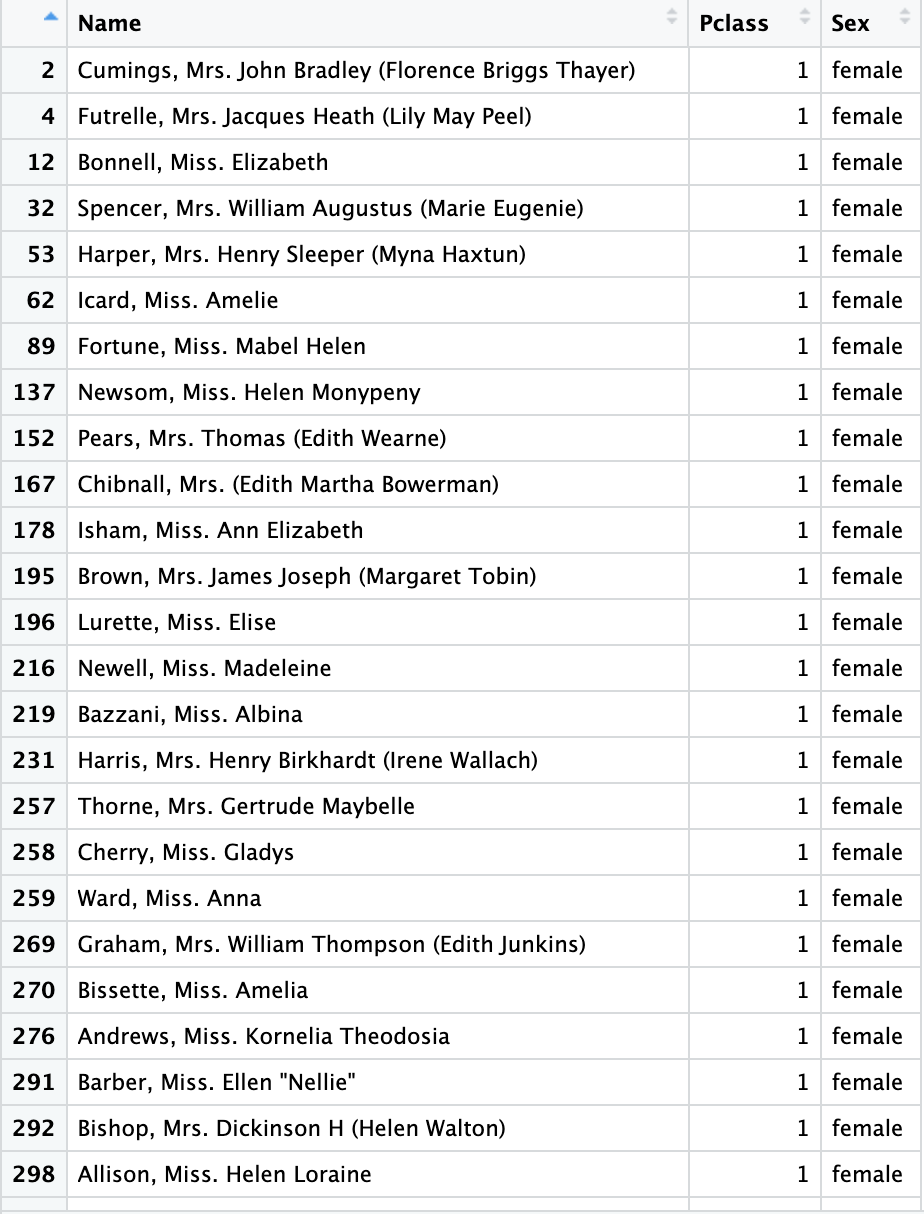 Name Pclass Sex
2 Cumings, Mrs. John Bradley (Florence Briggs Thayer) 1 female
4 Futrelle, Mrs. Jacques Heath (Lily May Peel) 1 female
12 Bonnell, Miss. Elizabeth 1 female
32 Spencer, Mrs. William Augustus (Marie Eugenie) 1 female
53 Harper, Mrs. Henry Sleeper (Myna Haxtun) 1 female
62 Icard, Miss. Amelie 1 female
89 Fortune, Miss. Mabel Helen 1 female
137 Newsom, Miss. Helen Monypeny 1 female
152 Pears, Mrs. Thomas (Edith Wearne) 1 female
167 Chibnall, Mrs. (Edith Martha Bowerman) 1 female
178 Isham, Miss. Ann Elizabeth 1 female
195 Brown, Mrs. James Joseph (Margaret Tobin) 1 female
196 Lurette, Miss. Elise 1 female
216 Newell, Miss. Madeleine 1 female
219 Bazzani, Miss. Albina 1 female
231 Harris, Mrs. Henry Birkhardt (Irene Wallach) 1 female
257 Thorne, Mrs. Gertrude Maybelle 1 female
258 Cherry, Miss. Gladys 1 female
259 Ward, Miss. Anna 1 female
269 Graham, Mrs. William Thompson (Edith Junkins) 1 female
270 Bissette, Miss. Amelia 1 female
276 Andrews, Miss. Kornelia Theodosia 1 female
291 Barber, Miss. Ellen "Nellie" 1 female
292 Bishop, Mrs. Dickinson H (Helen Walton) 1 female
298 Allison, Miss. Helen Loraine 1 female